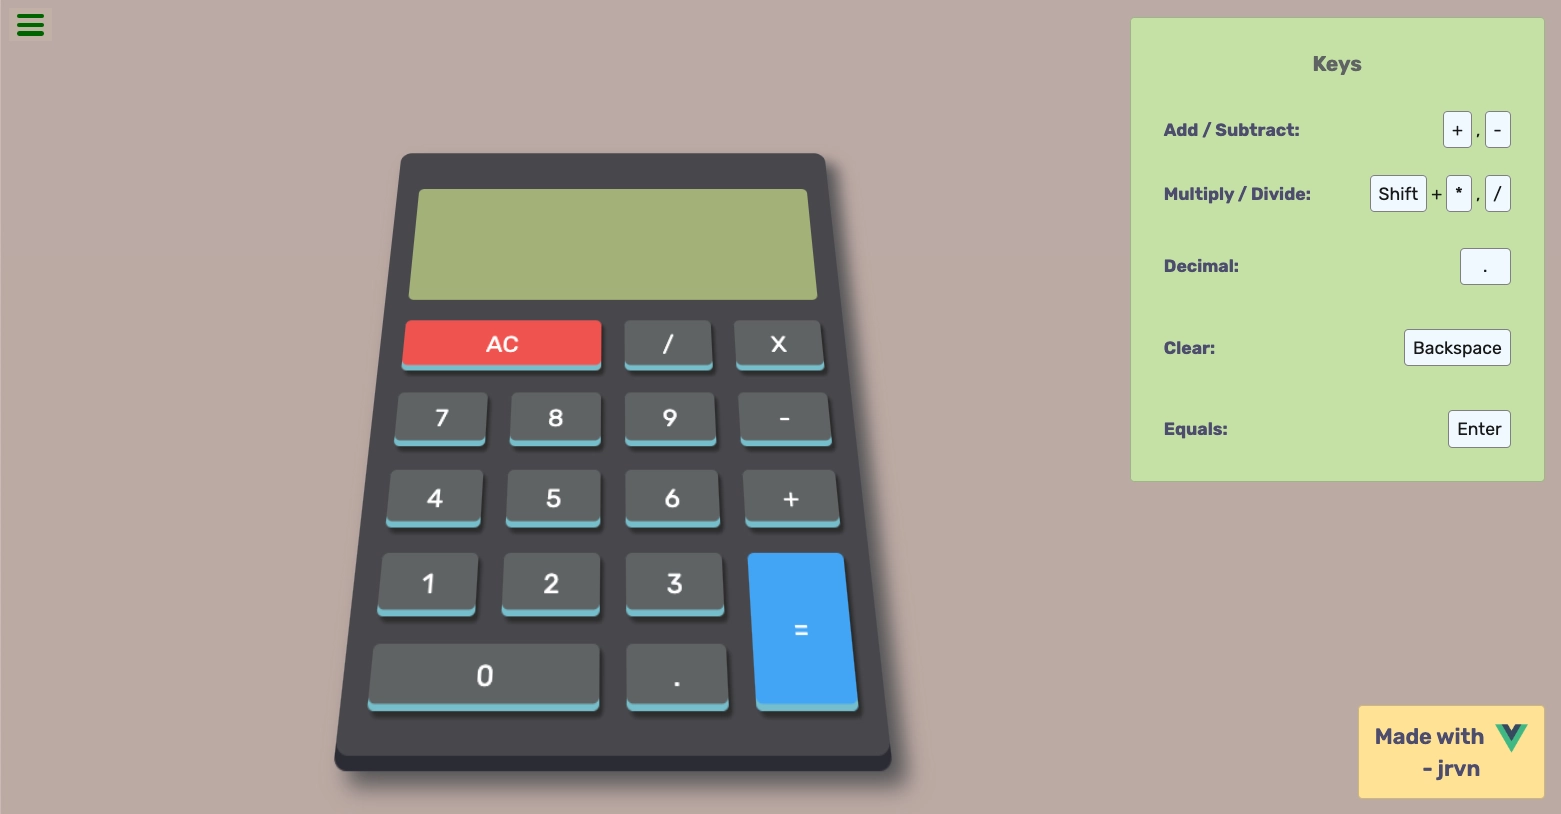 Keys
Add / Subtract: + , -
Multiply / Divide: Shift + * , /
Decimal: .
Clear: Backspace
Equals: Enter
AC / X
7 8 9 -
4 5 6 +
1 2 3
=
0 .
Made with
- jrvn